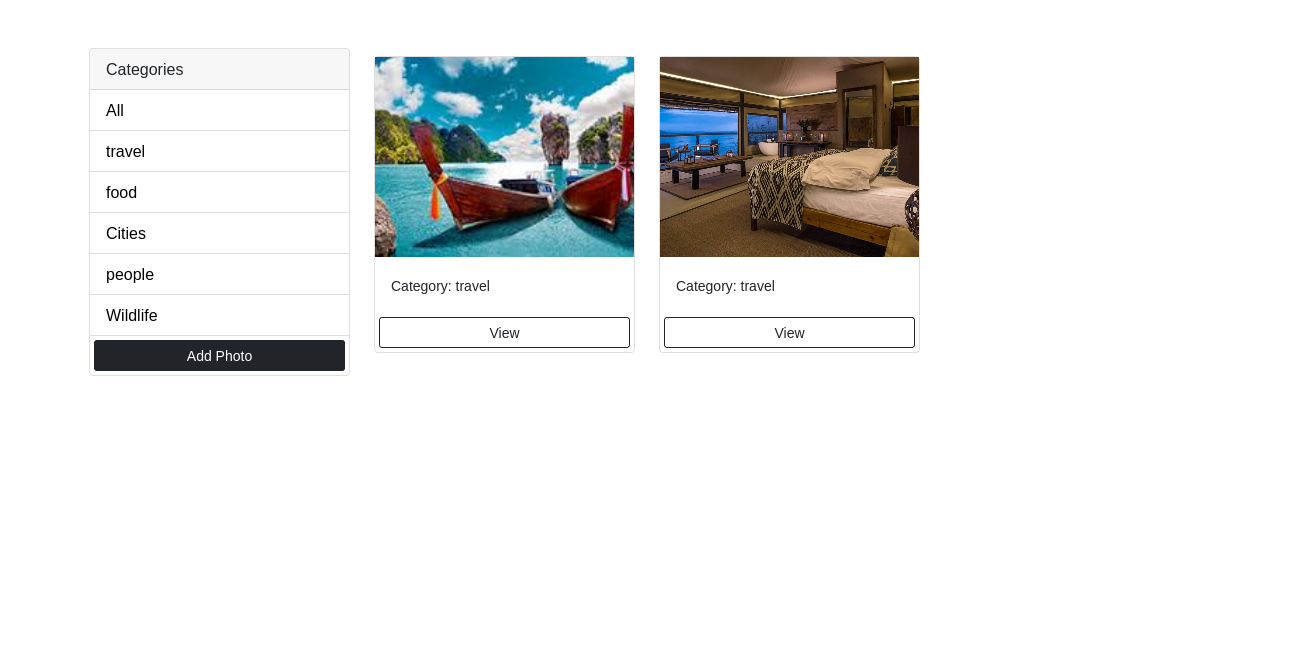 Categories
All
travel
food
Cities
people
Wildlife
Add Photo
Category: travel
View
Category: travel
View